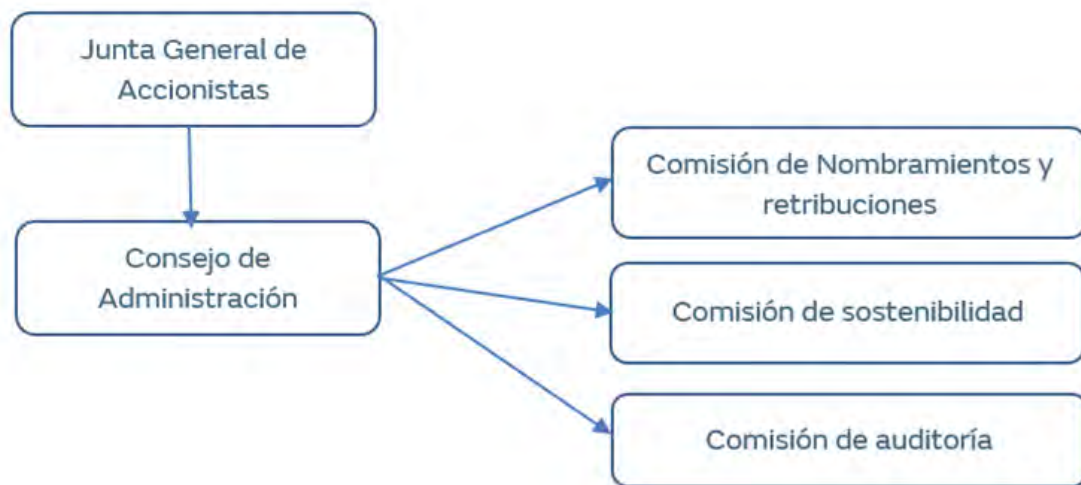 Junta General de
Accionistas
Consejo de
Administración
Comisión de Nombramientos y
retribuciones
Comisión de sostenibilidad
Comisión de auditoría